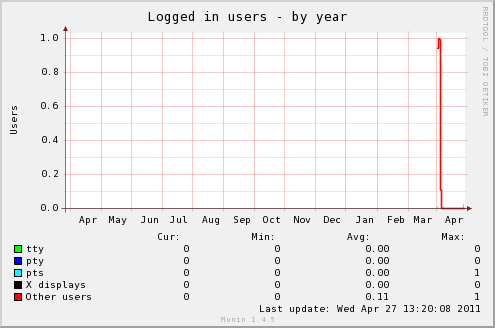 Logged in users - by year
RRDTOOL / TOBI OETIKER
Users
1.0
0.8
0.6
0.4
0.2
0.0
Apr May Jun Jul Aug Sep Oct Nov Dec Jan Feb Mar Apr
Cur: Min: Avg: Max:
tty 0 0 0.00 0
pty 0 0 0.00 0
pts 0 0 0.00 1
X displays 0 0 0.00 0
Other users 0 0 0.11 1
Last update: Wed Apr 27 13:20:08 2011
Munin 1.4.5